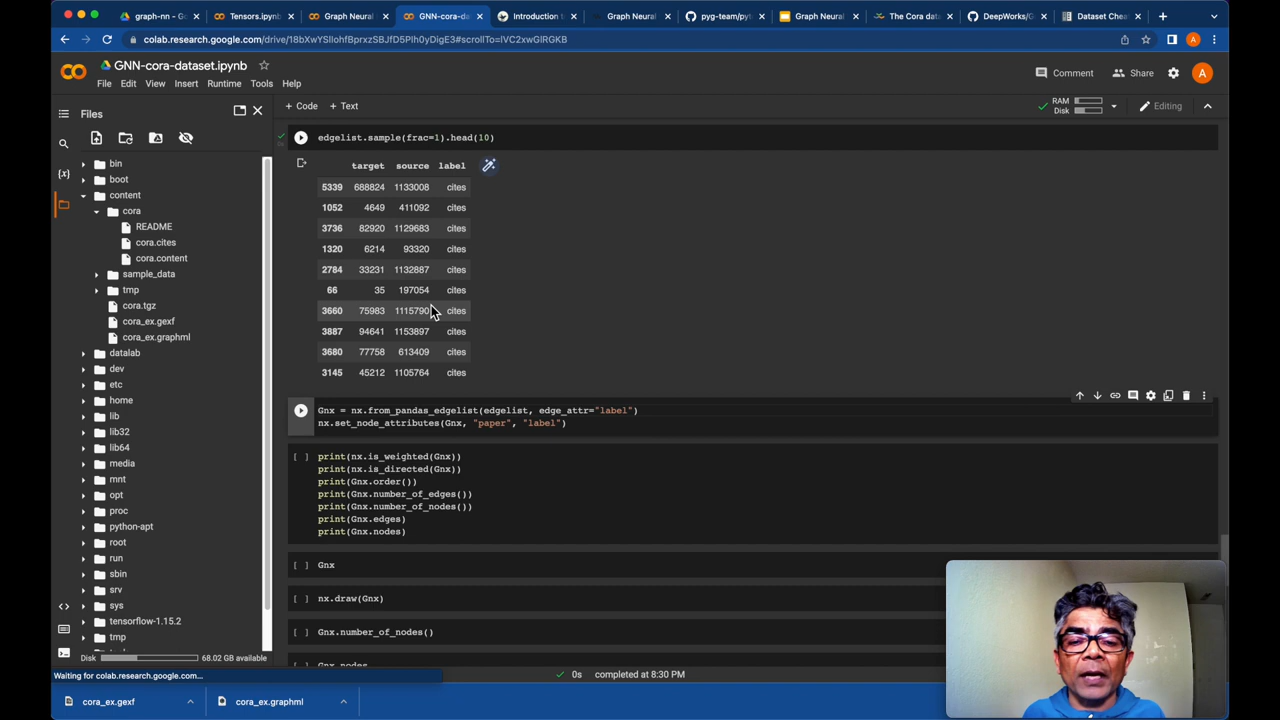 graph-nn - Go
Tensors.ipynb
Graph Neural
GNN-cora-da
Introduction to
Graph Neural
pyg-team/pyt
Graph Neural
The Cora dat
DeepWorks/G
Dataset Cheat
colab.research.google.com/drive/18bXwYSIlohfBprxzSBJfD5Plh0yDigE3#scrollTo=lVC2xwGIRGKB
GNN-cora-dataset.ipynb
File Edit View Insert Runtime Tools Help
Comment
Share
A
Files
+ Code + Text
RAM
Disk
Editing
bin
boot
content
cora
README
cora.cites
cora.content
sample_data
tmp
cora.tgz
cora_ex.gexf
cora_ex.graphml
datalab
dev
etc
home
lib
lib32
lib64
media
mnt
opt
proc
python-apt
root
run
sbin
srv
sys
tensorflow-1.15.2
tmp
Disk 68.02 GB available
edgelist.sample(frac=1).head(10)
target source label
5339 688824 1133008 cites
1052 4649 411092 cites
3736 82920 1129683 cites
1320 6214 93320 cites
2784 33231 1132887 cites
66 35 197054 cites
3660 75983 1115790 cites
3887 94641 1153897 cites
3680 77758 613409 cites
3145 45212 1105764 cites
Gnx = nx.from_pandas_edgelist(edgelist, edge_attr="label")
nx.set_node_attributes(Gnx, "paper", "label")
[ ] print(nx.is_weighted(Gnx))
print(nx.is_directed(Gnx))
print(Gnx.order())
print(Gnx.number_of_edges())
print(Gnx.number_of_nodes())
print(Gnx.edges)
print(Gnx.nodes)
[ ] Gnx
[ ] nx.draw(Gnx)
[ ] Gnx.number_of_nodes()
Gnx.nodes
0s completed at 8:30 PM
Waiting for colab.research.google.com...
cora_ex.gexf
cora_ex.graphml